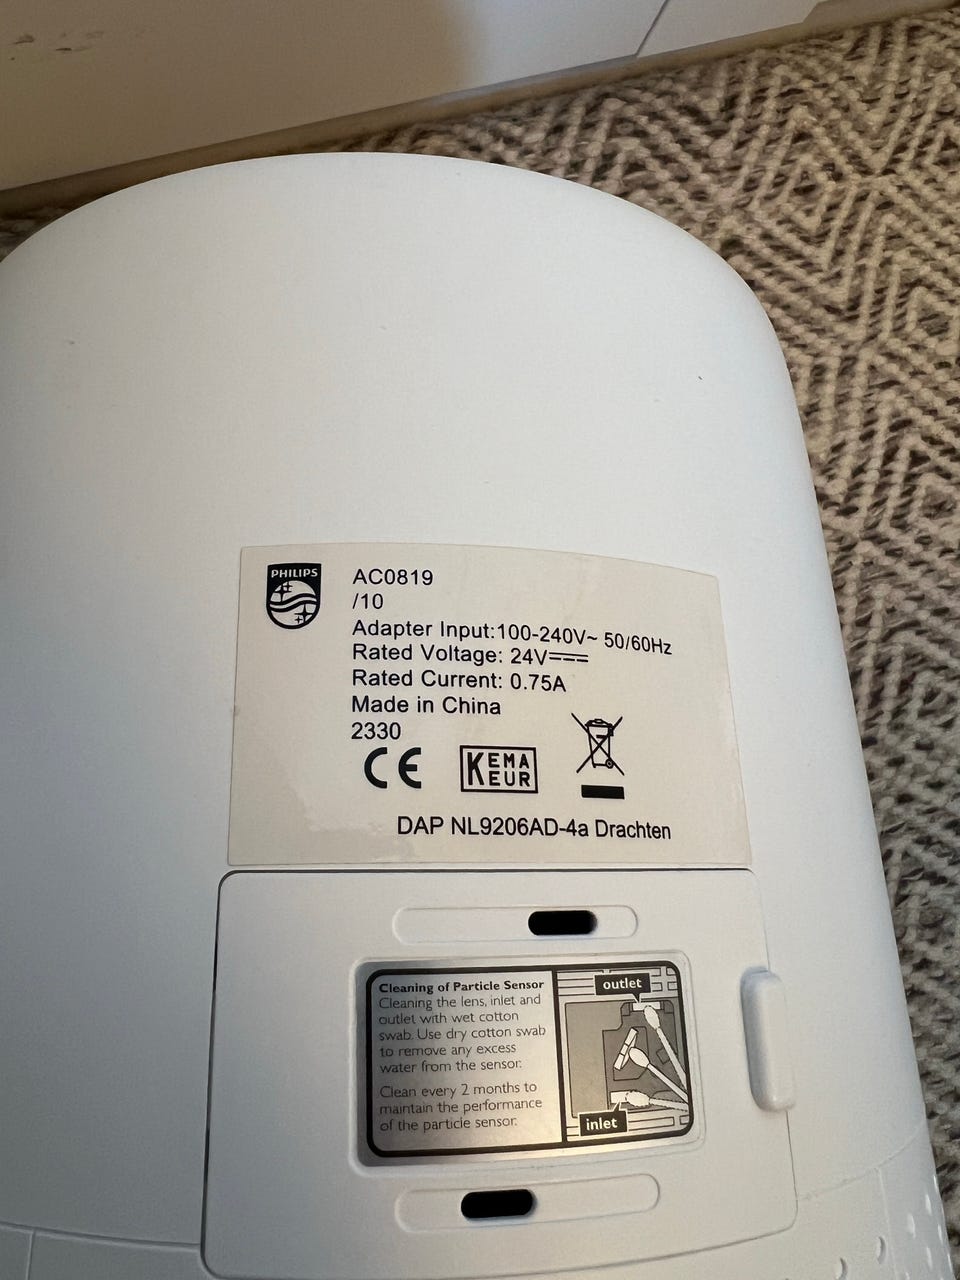 PHILIPS
AC0819
/10
Adapter Input:100-240V~ 50/60Hz
Rated Voltage: 24V⎓
Rated Current: 0.75A
Made in China
2330
CE
KEMA
EUR
DAP NL9206AD-4a Drachten
Cleaning of Particle Sensor
Cleaning the lens, inlet and
outlet with wet cotton
swab. Use dry cotton swab
to remove any excess
water from the sensor.
Clean every 2 months to
maintain the performance
of the particle sensor.
outlet
inlet